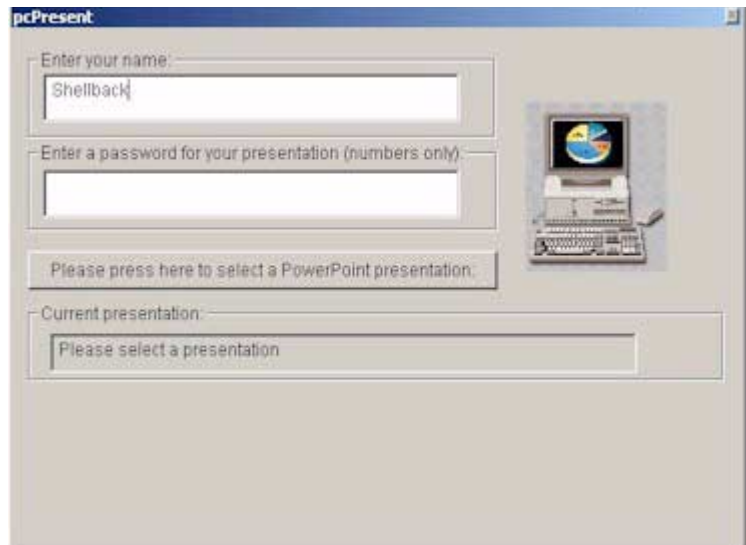 pcPresent
Enter your name:
Shellback
Enter a password for your presentation (numbers only):
Please press here to select a PowerPoint presentation.
Current presentation:
Please select a presentation